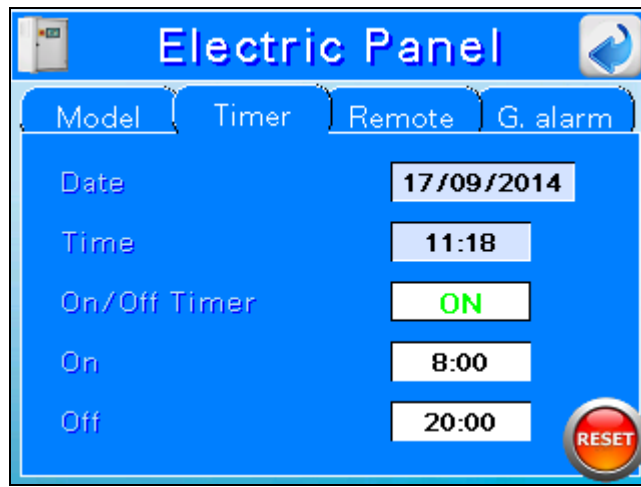 Electric Panel
Model Timer Remote G. alarm
Date 17/09/2014
Time 11:18
On/Off Timer ON
On 8:00
Off 20:00
RESET